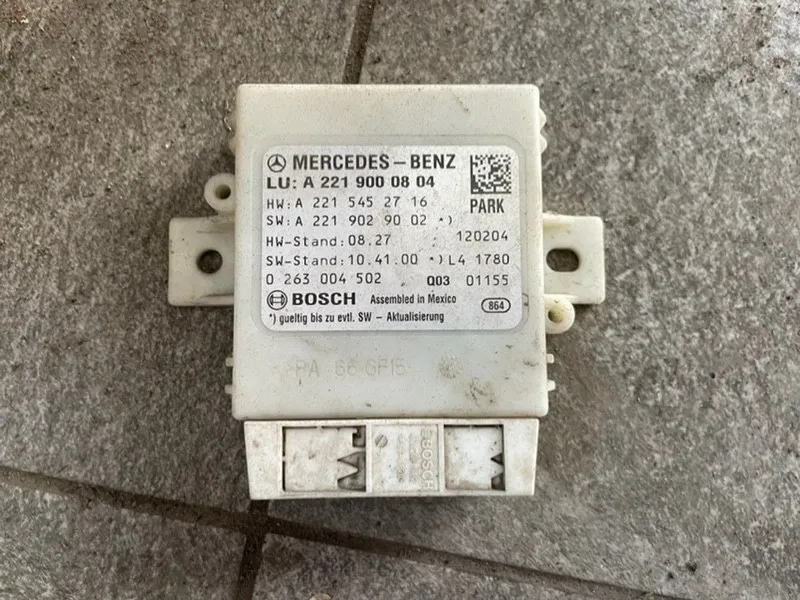 MERCEDES-BENZ
LU: A 221 900 08 04
HW: A 221 545 27 16 PARK
SW: A 221 902 90 02 *)
HW-Stand: 08.27 120204
SW-Stand: 10.41.00 *) L4 1780
0 263 004 502 Q03 01155
BOSCH Assembled in Mexico 864
*) gueltig bis zu evtl. SW - Aktualisierung
PA 66 GF15
BOSCH